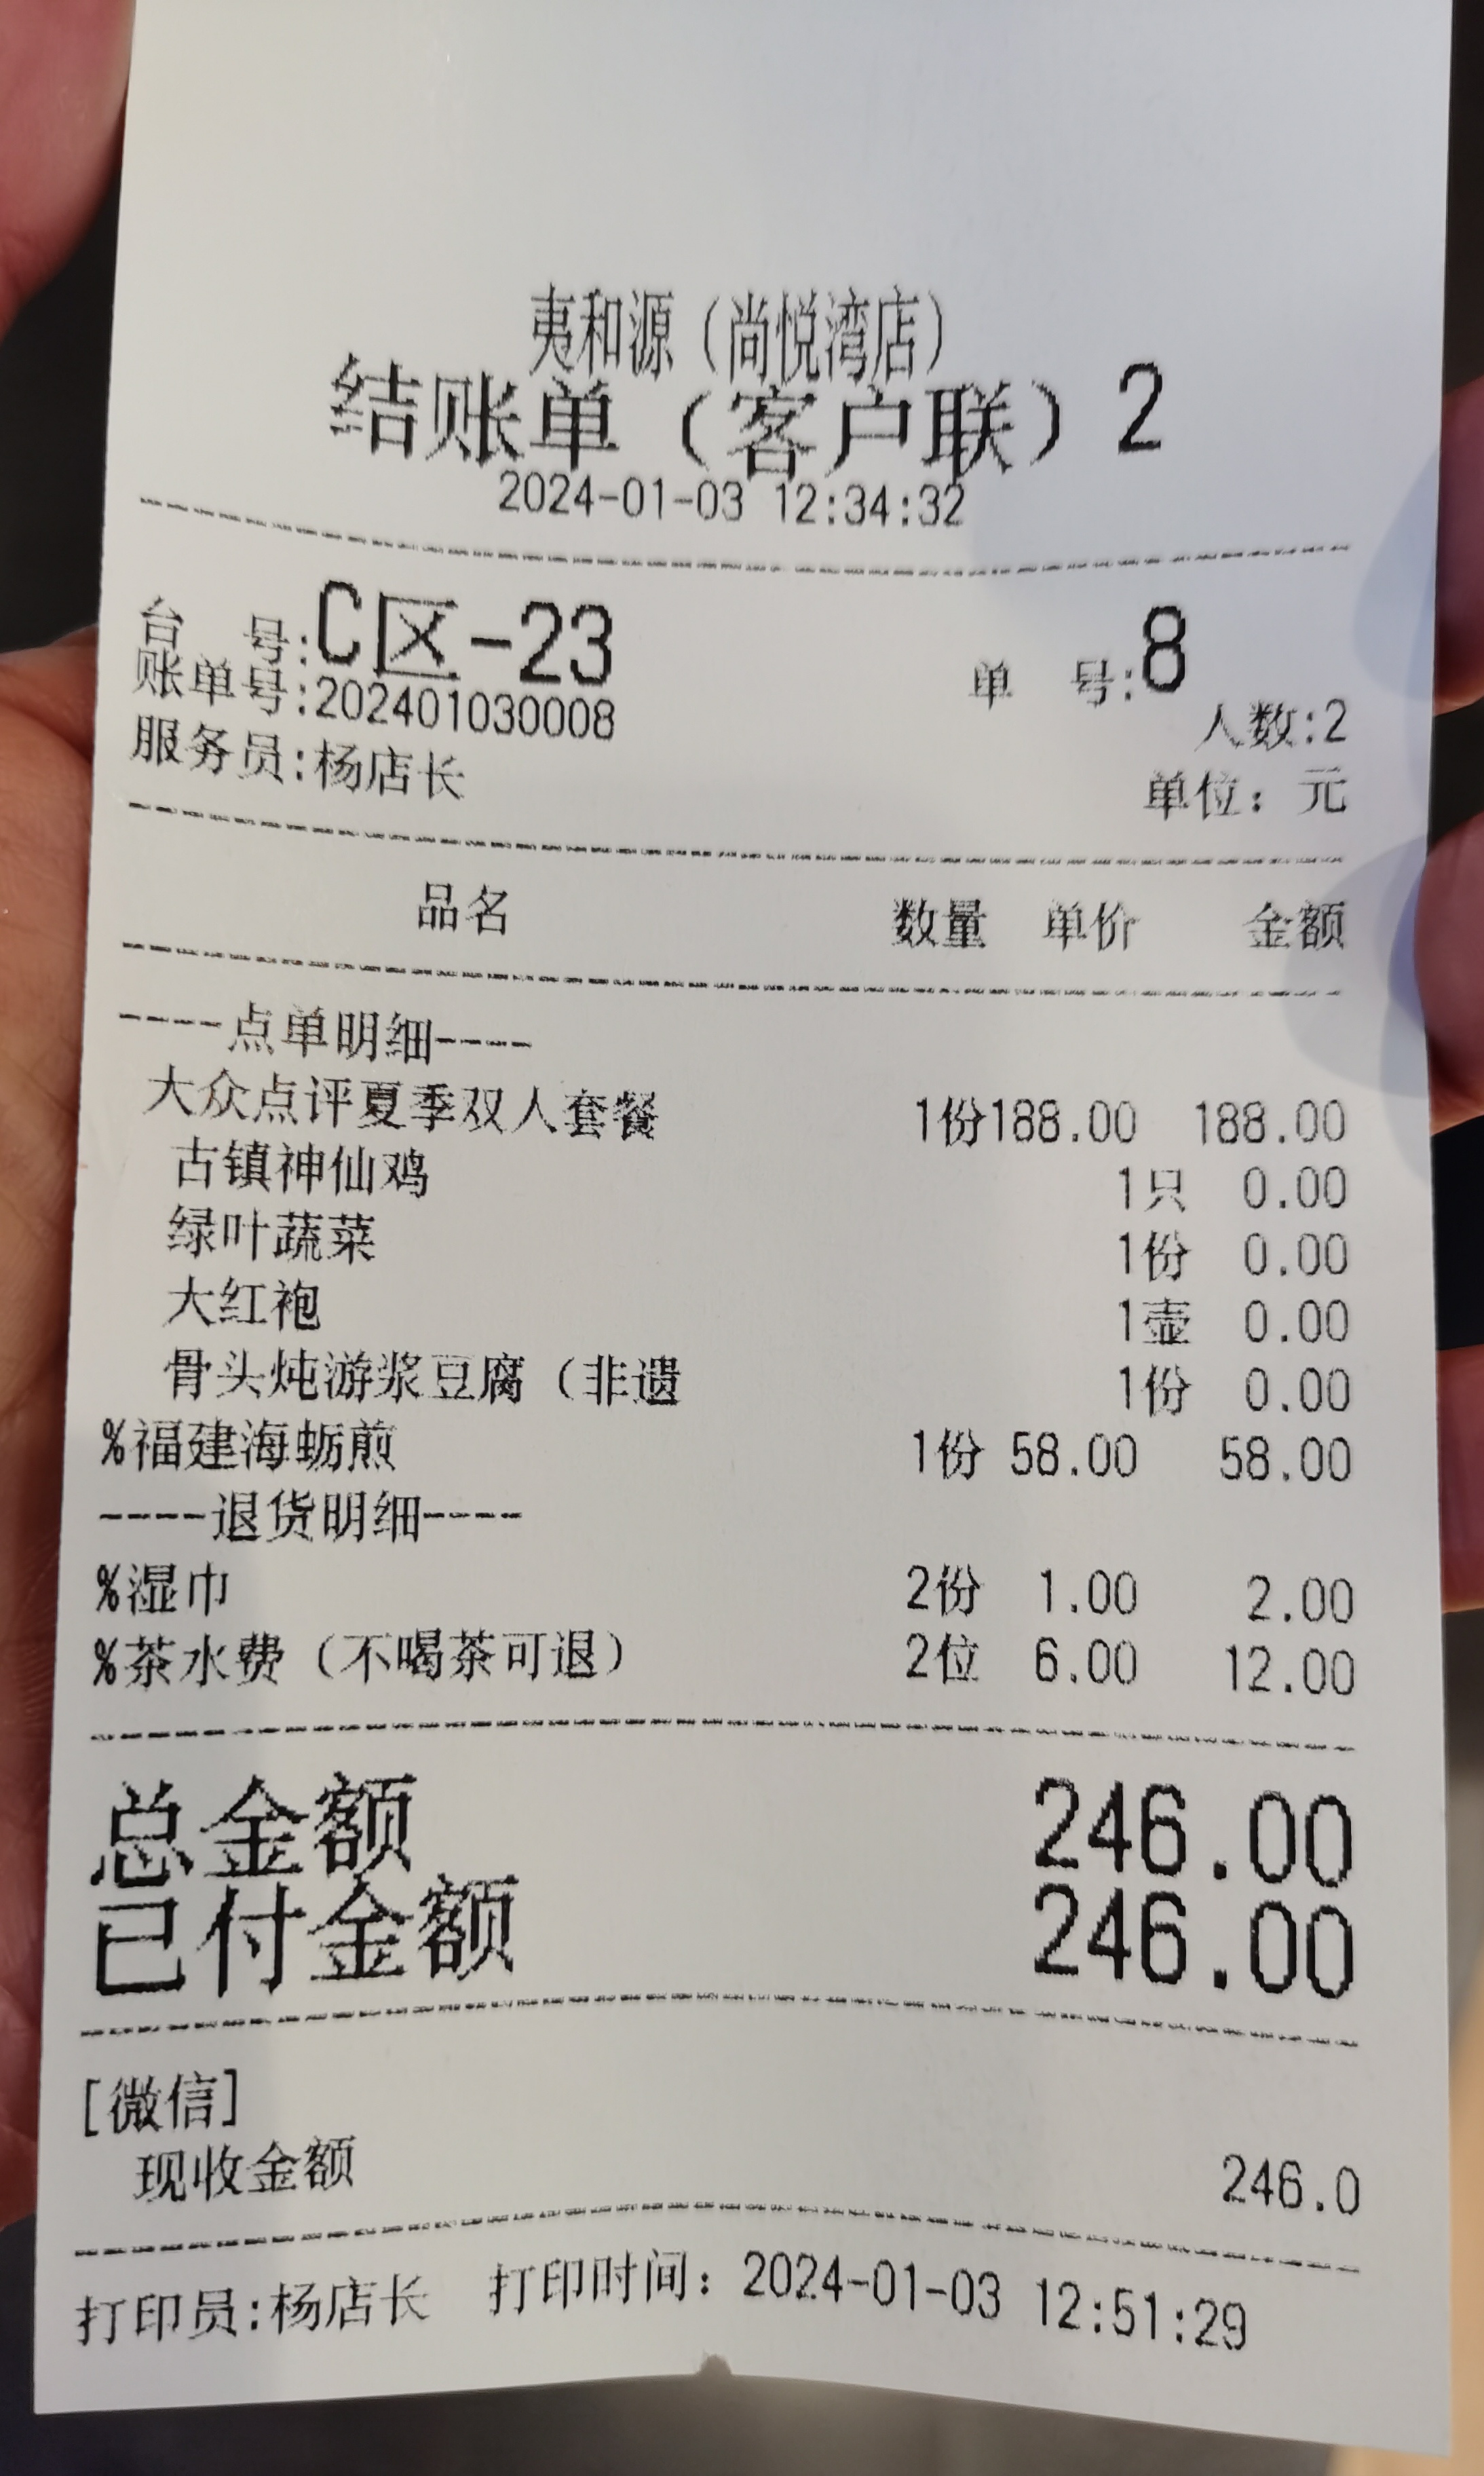 夷和源（尚悦湾店）
结账单（客户联）2
2024-01-03 12:34:32
台 号:C区-23 单 号:8
账单号:202401030008 人数:2
服务员:杨店长 单位：元
品名 数量 单价 金额
----点单明细----
大众点评夏季双人套餐 1份188.00 188.00
古镇神仙鸡 1只 0.00
绿叶蔬菜 1份 0.00
大红袍 1壶 0.00
骨头炖游浆豆腐（非遗 1份 0.00
%福建海蛎煎 1份 58.00 58.00
----退货明细----
%湿巾 2份 1.00 2.00
%茶水费（不喝茶可退） 2位 6.00 12.00
总金额 246.00
已付金额 246.00
[微信]
现收金额 246.0
打印员:杨店长 打印时间：2024-01-03 12:51:29